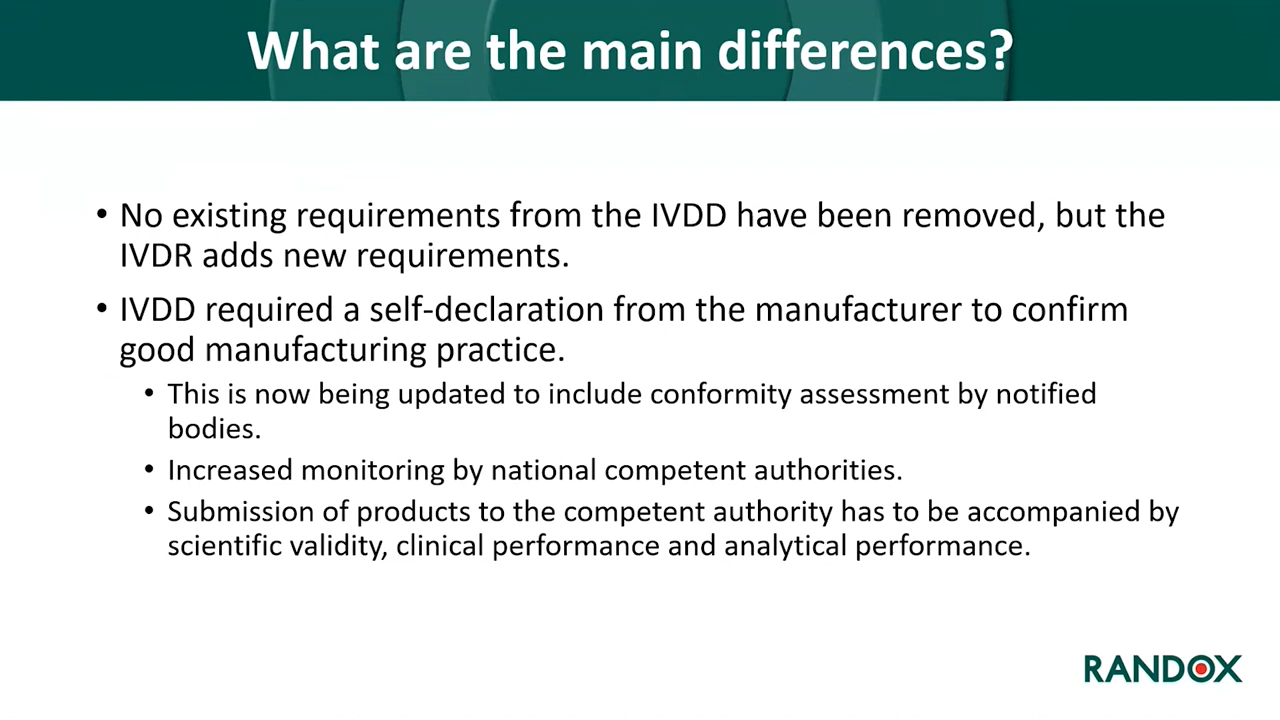 What are the main differences?
• No existing requirements from the IVDD have been removed, but the
IVDR adds new requirements.
• IVDD required a self-declaration from the manufacturer to confirm
good manufacturing practice.
• This is now being updated to include conformity assessment by notified
bodies.
• Increased monitoring by national competent authorities.
• Submission of products to the competent authority has to be accompanied by
scientific validity, clinical performance and analytical performance.
RANDOX